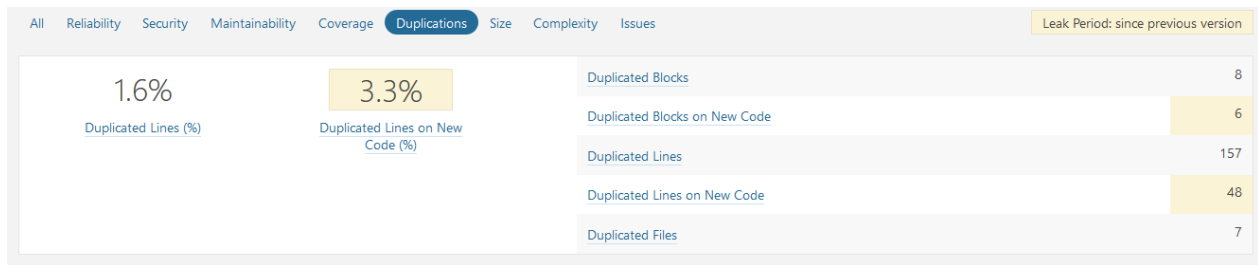 All Reliability Security Maintainability Coverage Duplications Size Complexity Issues Leak Period: since previous version
1.6%
Duplicated Lines (%)
3.3%
Duplicated Lines on New
Code (%)
Duplicated Blocks 8
Duplicated Blocks on New Code 6
Duplicated Lines 157
Duplicated Lines on New Code 48
Duplicated Files 7